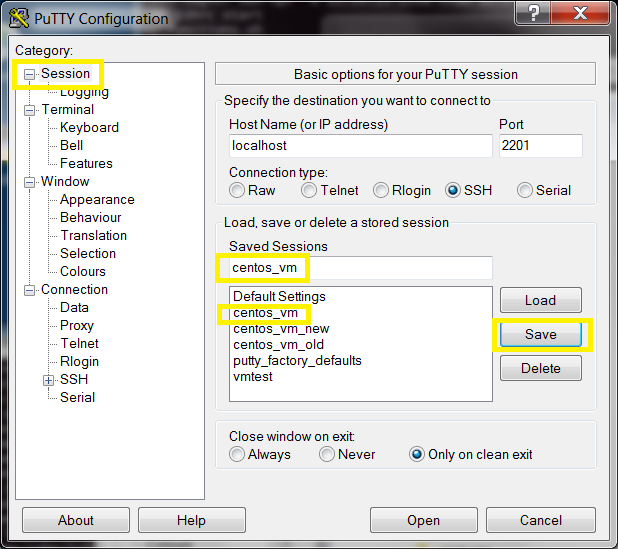 PuTTY Configuration
Category:
Session
Logging
Terminal
Keyboard
Bell
Features
Window
Appearance
Behaviour
Translation
Selection
Colours
Connection
Data
Proxy
Telnet
Rlogin
SSH
Serial
Basic options for your PuTTY session
Specify the destination you want to connect to
Host Name (or IP address) Port
localhost 2201
Connection type:
Raw Telnet Rlogin SSH Serial
Load, save or delete a stored session
Saved Sessions
centos_vm
Default Settings
centos_vm
centos_vm_new
centos_vm_old
putty_factory_defaults
vmtest
Load
Save
Delete
Close window on exit:
Always Never Only on clean exit
About Help Open Cancel